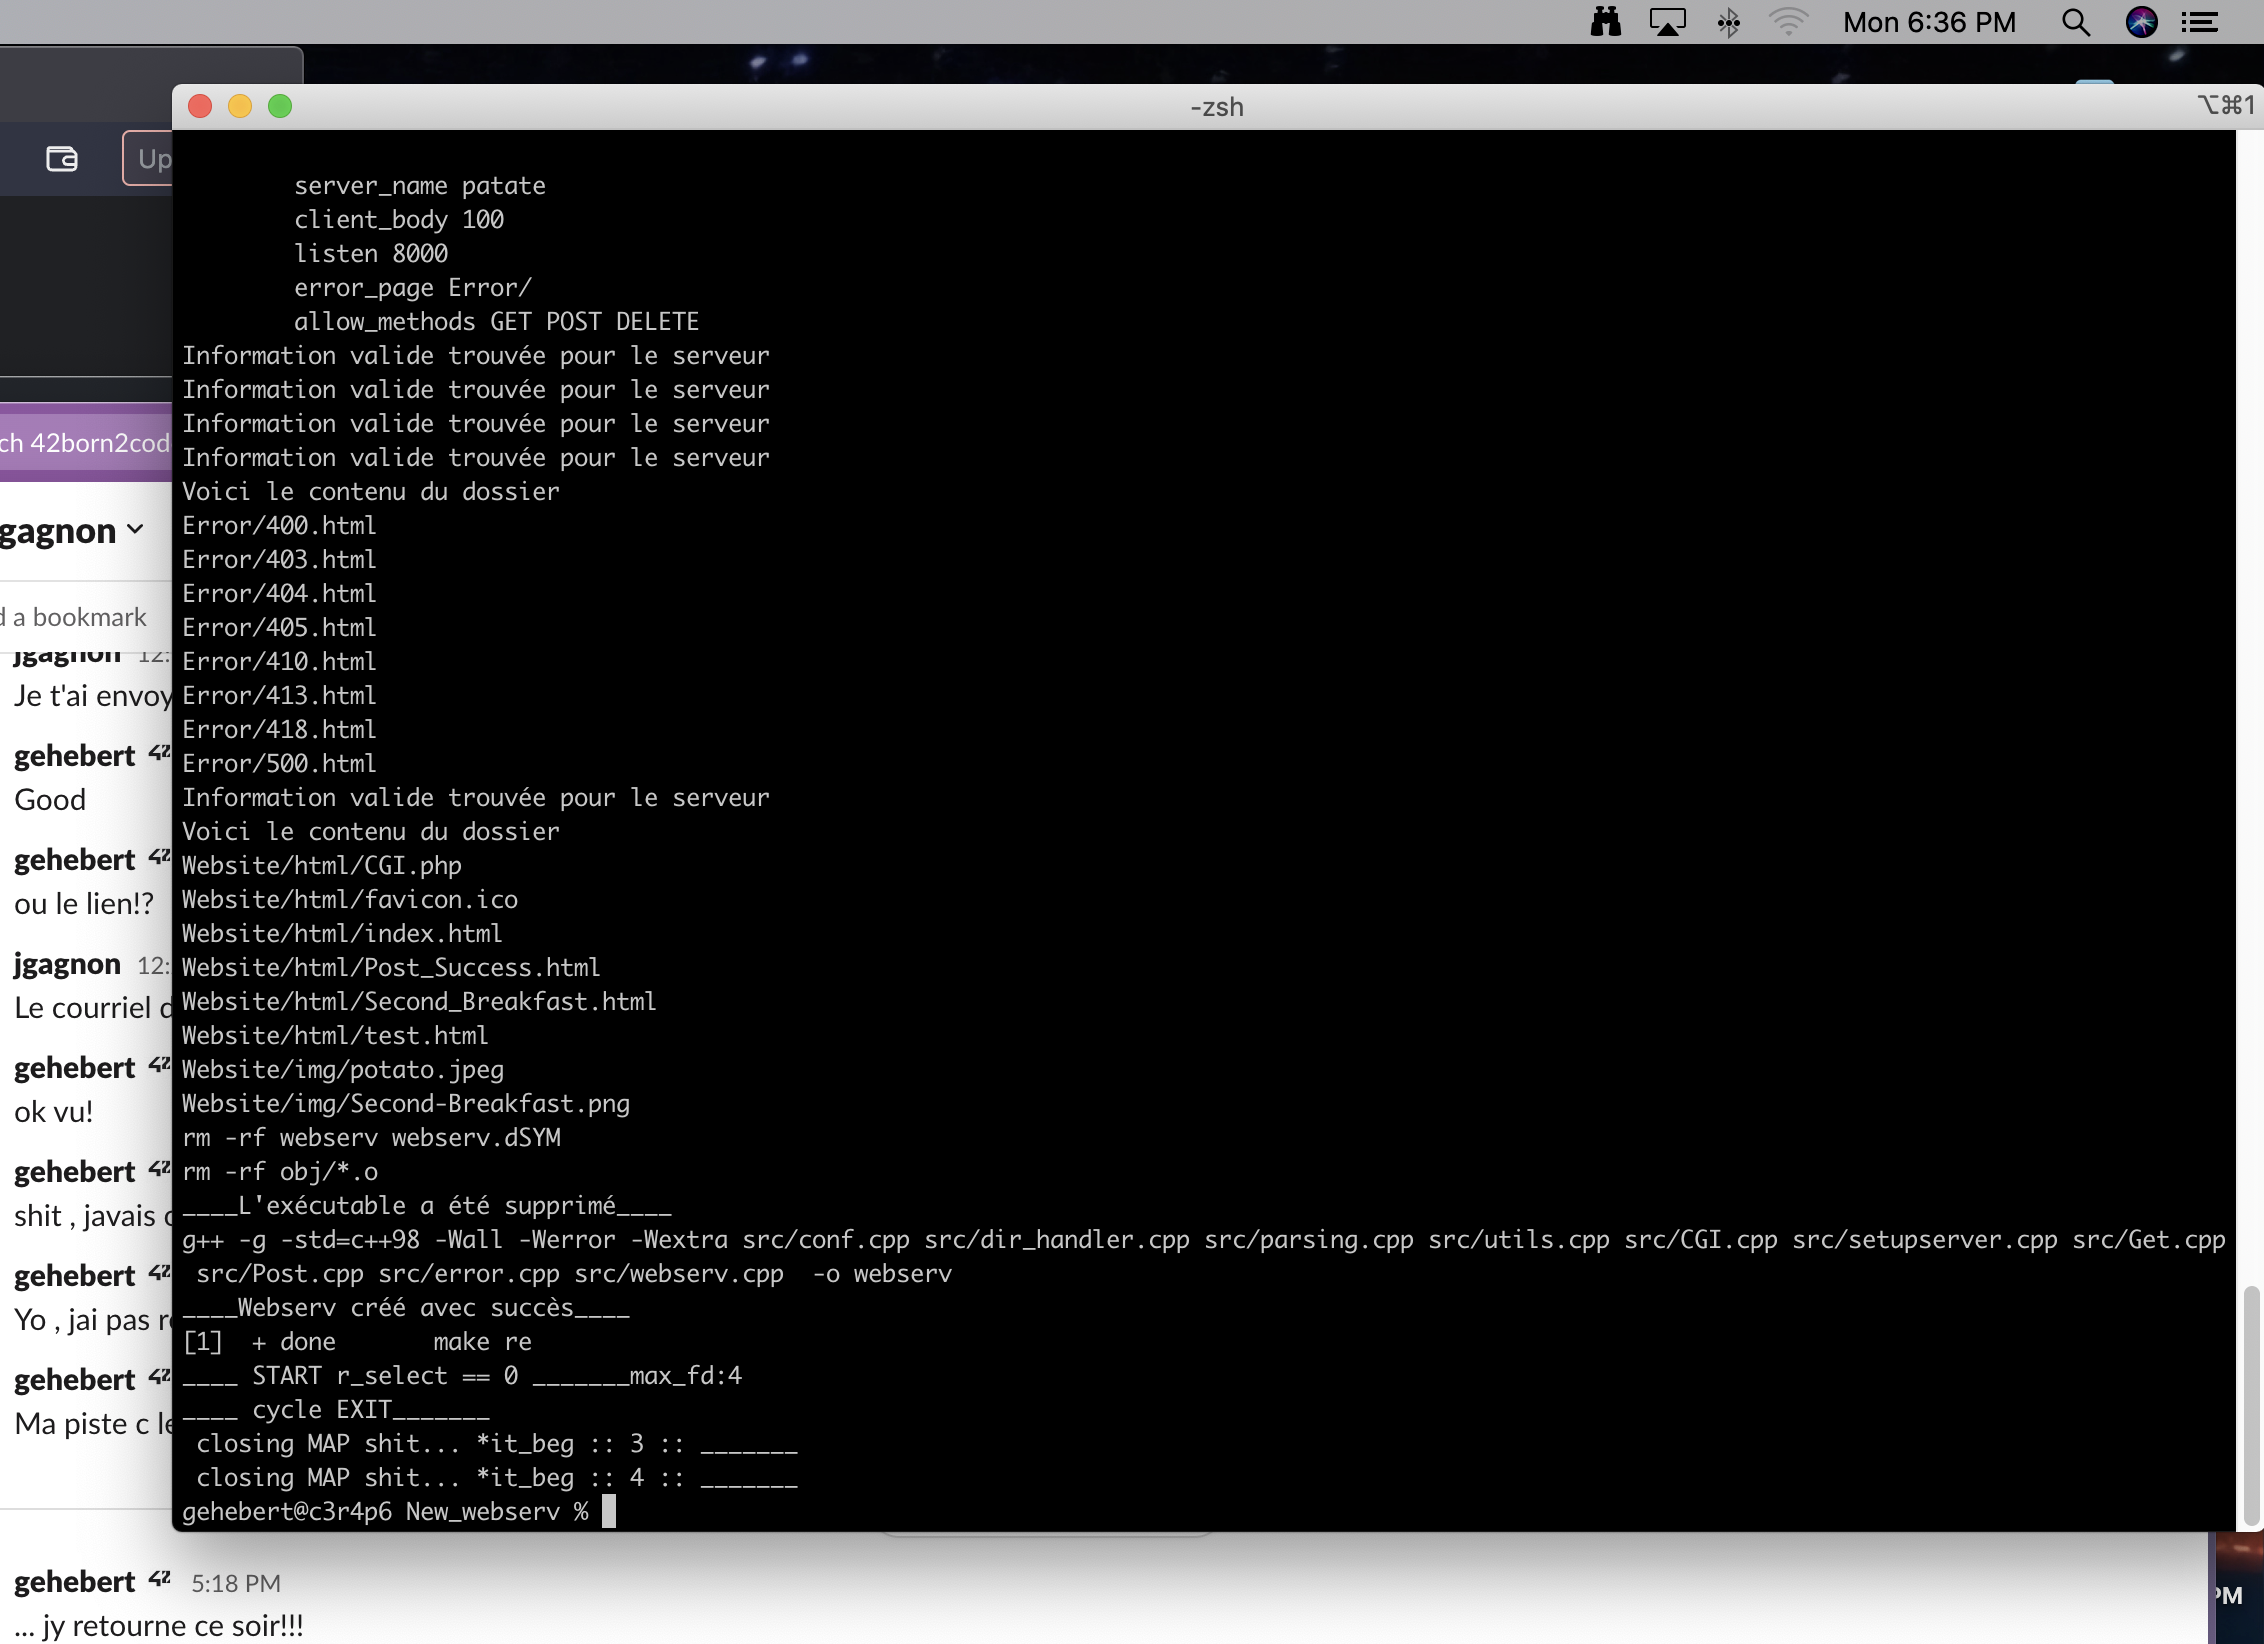 Mon 6:36 PM
-zsh
⌥⌘1
Up
server_name patate
client_body 100
listen 8000
error_page Error/
allow_methods GET POST DELETE
Information valide trouvée pour le serveur
Information valide trouvée pour le serveur
Information valide trouvée pour le serveur
Information valide trouvée pour le serveur
Voici le contenu du dossier
Error/400.html
Error/403.html
Error/404.html
Error/405.html
Error/410.html
Error/413.html
Error/418.html
Error/500.html
Information valide trouvée pour le serveur
Voici le contenu du dossier
Website/html/CGI.php
Website/html/favicon.ico
Website/html/index.html
Website/html/Post_Success.html
Website/html/Second_Breakfast.html
Website/html/test.html
Website/img/potato.jpeg
Website/img/Second-Breakfast.png
rm -rf webserv webserv.dSYM
rm -rf obj/*.o
____L'exécutable a été supprimé____
g++ -g -std=c++98 -Wall -Werror -Wextra src/conf.cpp src/dir_handler.cpp src/parsing.cpp src/utils.cpp src/CGI.cpp src/setupserver.cpp src/Get.cpp
src/Post.cpp src/error.cpp src/webserv.cpp  -o webserv
____Webserv créé avec succès____
[1]  + done       make re
____ START r_select == 0 _______max_fd:4
____ cycle EXIT_______
closing MAP shit... *it_beg :: 3 :: _______
closing MAP shit... *it_beg :: 4 :: _______
gehebert@c3r4p6 New_webserv %
ch 42born2cod
gagnon
d a bookmark
jgagnon 12:
Je t'ai envoy
gehebert 42
Good
gehebert 42
ou le lien!?
jgagnon 12:
Le courriel d
gehebert 42
ok vu!
gehebert 42
shit , javais
gehebert 42
Yo , jai pas r
gehebert 42
Ma piste c le
gehebert 42 5:18 PM
... jy retourne ce soir!!!
PM